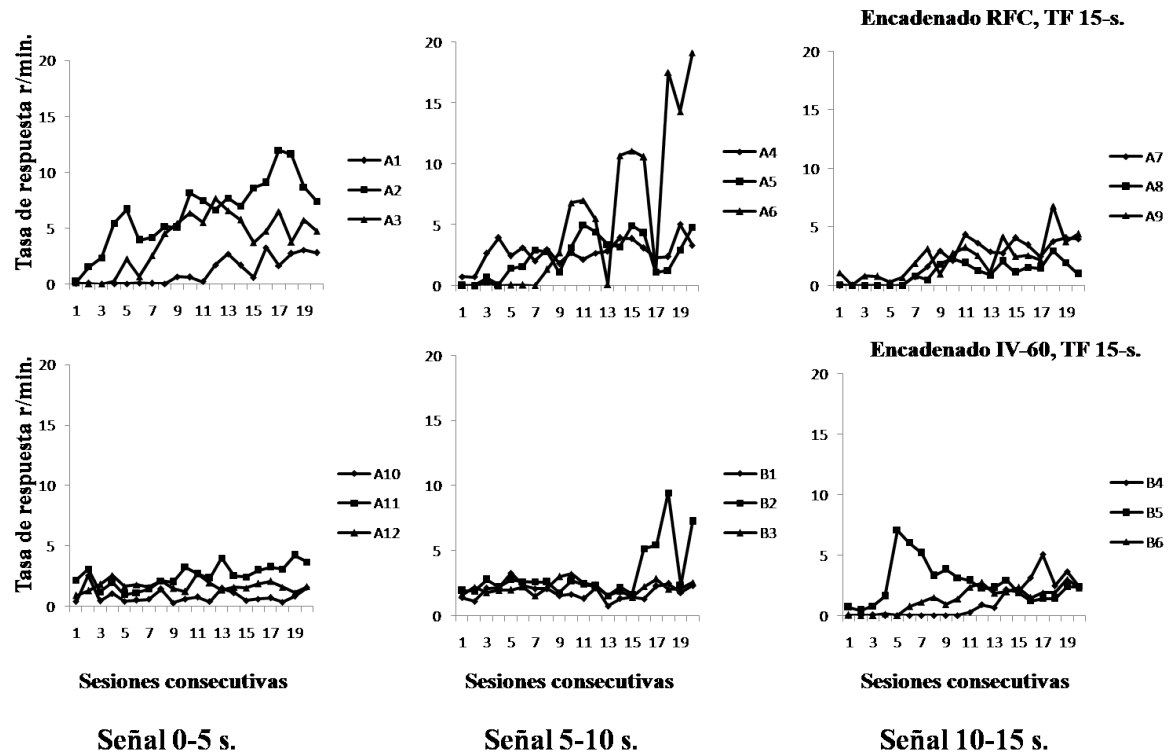 Encadenado RFC, TF 15-s.
Tasa de respuesta r/min.
20
15
10
5
0
1 3 5 7 9 11 13 15 17 19
A1
A2
A3
20
15
10
5
0
1 3 5 7 9 11 13 15 17 19
A4
A5
A6
20
15
10
5
0
1 3 5 7 9 11 13 15 17 19
A7
A8
A9
Encadenado IV-60, TF 15-s.
Tasa de respuesta r/min.
20
15
10
5
0
1 3 5 7 9 11 13 15 17 19
A10
A11
A12
20
15
10
5
0
1 3 5 7 9 11 13 15 17 19
B1
B2
B3
20
15
10
5
0
1 3 5 7 9 11 13 15 17 19
B4
B5
B6
Sesiones consecutivas
Sesiones consecutivas
Sesiones consecutivas
Señal 0-5 s.
Señal 5-10 s.
Señal 10-15 s.